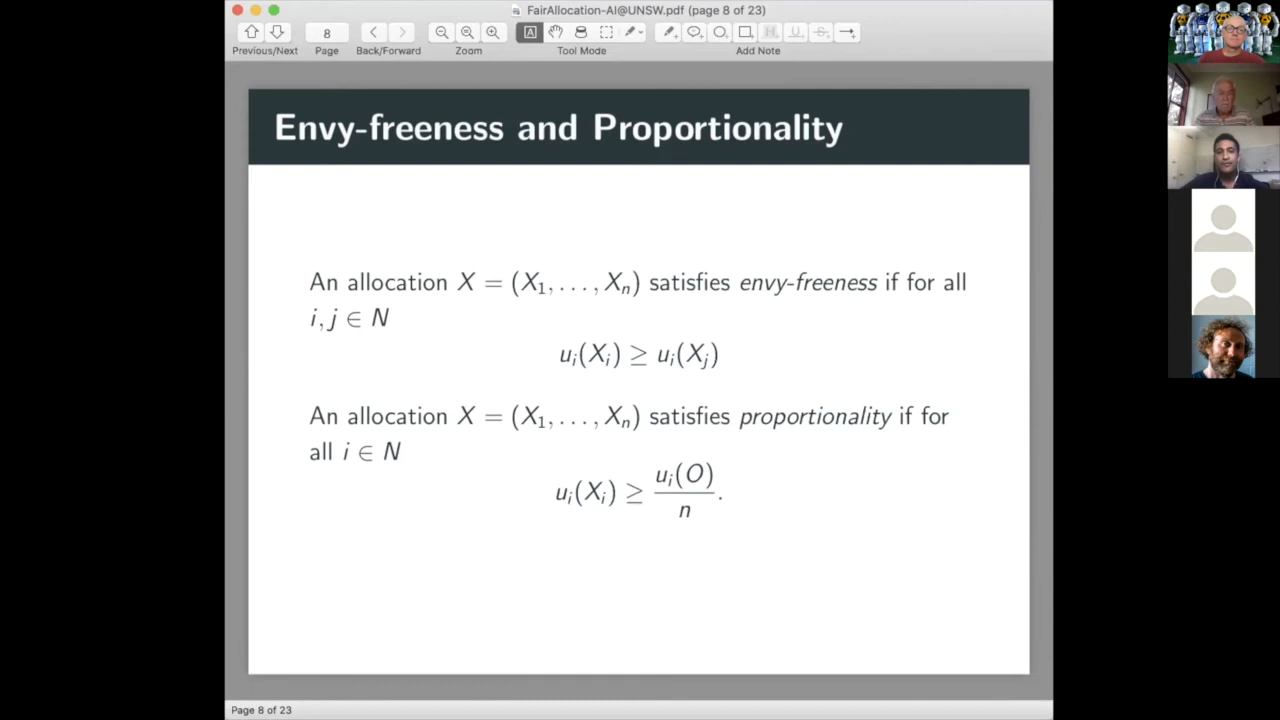 FairAllocation-AI@UNSW.pdf (page 8 of 23)
8
Previous/Next Page Back/Forward Zoom Tool Mode Add Note
Envy-freeness and Proportionality
An allocation X = (X₁, . . . , Xₙ) satisfies envy-freeness if for all
i, j ∈ N
uᵢ(Xᵢ) ≥ uᵢ(Xⱼ)
An allocation X = (X₁, . . . , Xₙ) satisfies proportionality if for
all i ∈ N
uᵢ(Xᵢ) ≥ uᵢ(O)/n.
Page 8 of 23